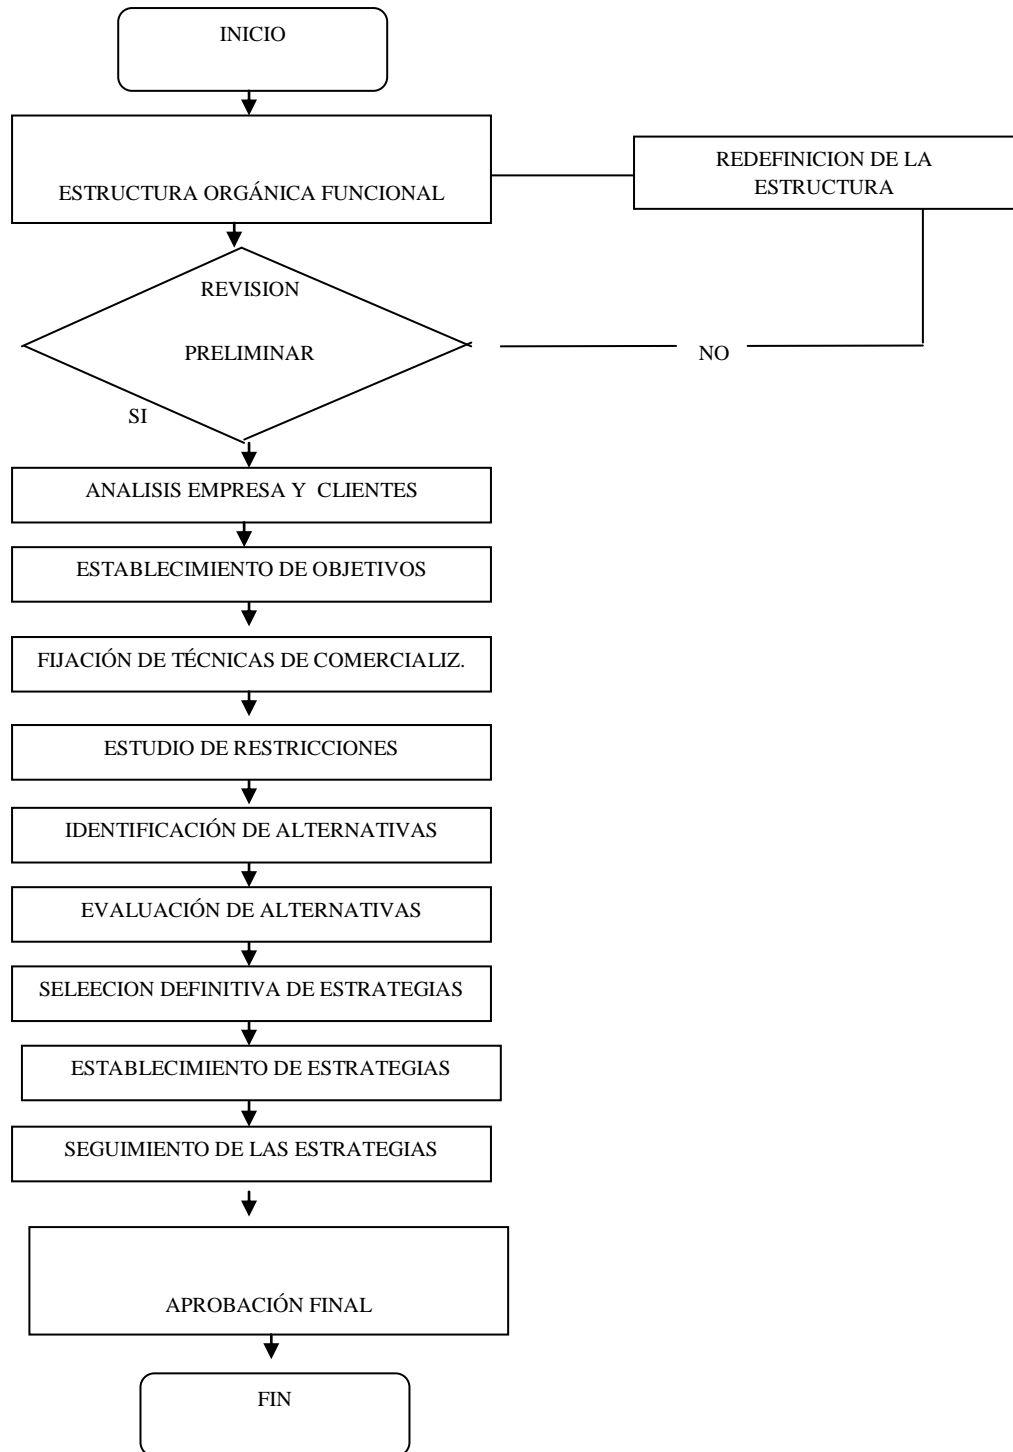 INICIO
ESTRUCTURA ORGÁNICA FUNCIONAL
REDEFINICION DE LA
ESTRUCTURA
REVISION
PRELIMINAR
NO
SI
ANALISIS EMPRESA Y CLIENTES
ESTABLECIMIENTO DE OBJETIVOS
FIJACIÓN DE TÉCNICAS DE COMERCIALIZ.
ESTUDIO DE RESTRICCIONES
IDENTIFICACIÓN DE ALTERNATIVAS
EVALUACIÓN DE ALTERNATIVAS
SELEECION DEFINITIVA DE ESTRATEGIAS
ESTABLECIMIENTO DE ESTRATEGIAS
SEGUIMIENTO DE LAS ESTRATEGIAS
APROBACIÓN FINAL
FIN